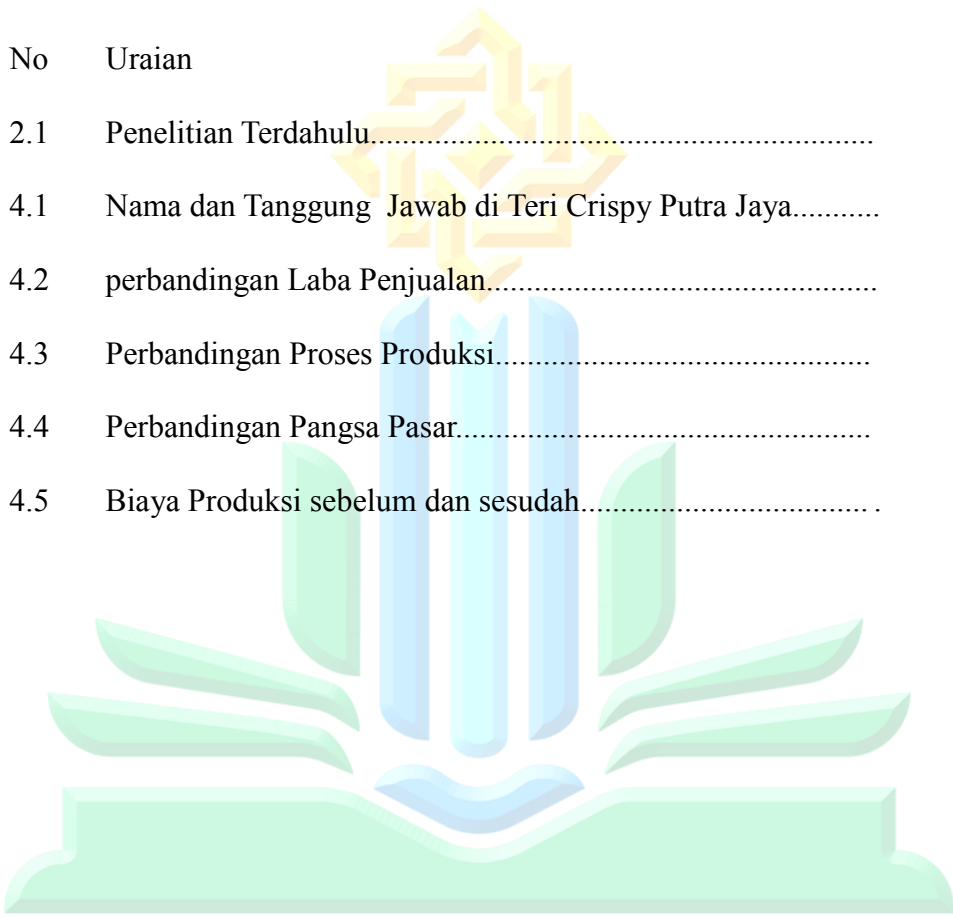 No Uraian
2.1 Penelitian Terdahulu...............................................................
4.1 Nama dan Tanggung  Jawab di Teri Crispy Putra Jaya...........
4.2 perbandingan Laba Penjualan.................................................
4.3 Perbandingan Proses Produksi...............................................
4.4 Perbandingan Pangsa Pasar....................................................
4.5 Biaya Produksi sebelum dan sesudah.................................... .